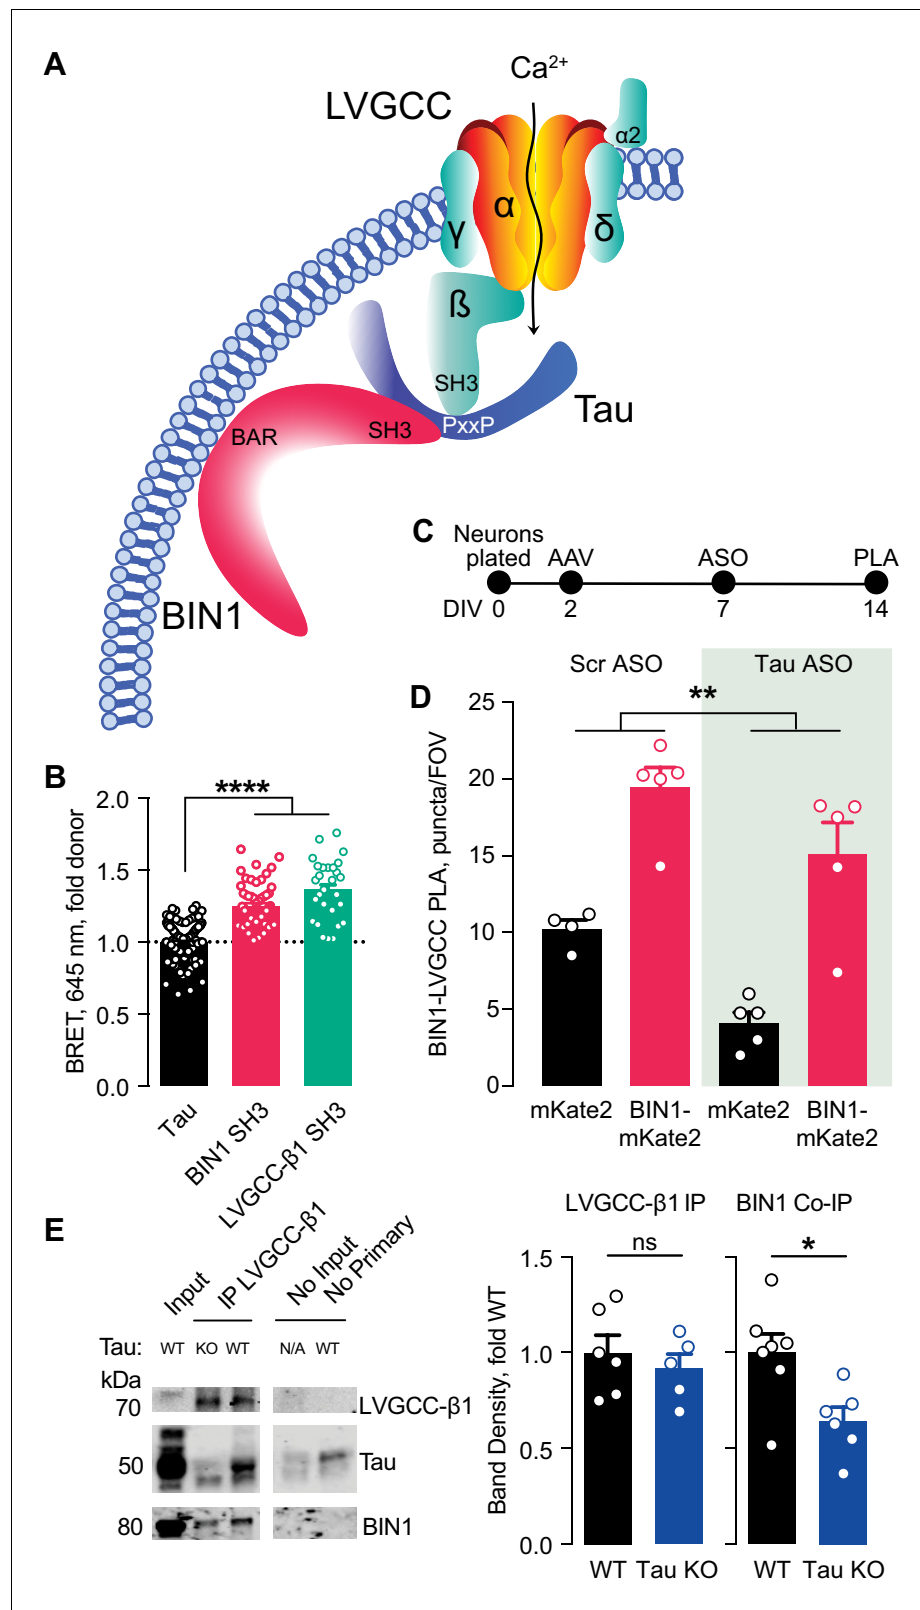 A
Ca²⁺
LVGCC
α2
α
γ
δ
ß
SH3
Tau
PxxP
BAR
SH3
BIN1
C
Neurons plated
AAV
ASO
PLA
DIV 0 2 7 14
D
Scr ASO
Tau ASO
**
BIN1-LVGCC PLA, puncta/FOV
25
20
15
10
5
0
mKate2
BIN1-mKate2
mKate2
BIN1-mKate2
B
****
BRET, 645 nm, fold donor
2.0
1.5
1.0
0.5
0.0
Tau
BIN1 SH3
LVGCC-β1 SH3
E
Input
IP LVGCC-β1
No Input
No Primary
Tau: WT KO WT N/A WT
kDa
70
LVGCC-β1
50
Tau
80
BIN1
LVGCC-β1 IP
BIN1 Co-IP
ns
*
Band Density, fold WT
1.5
1.0
0.5
0.0
WT Tau KO
WT Tau KO